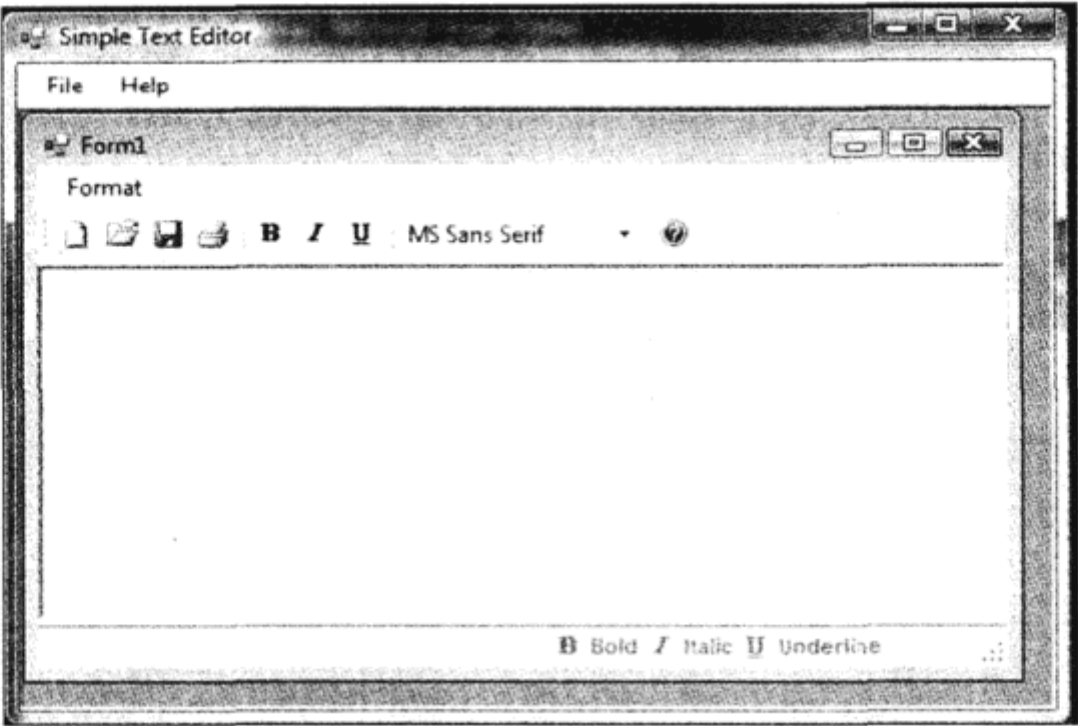 Simple Text Editor
File Help
Form1
Format
B I U MS Sans Serif
B Bold I Italic U Underline